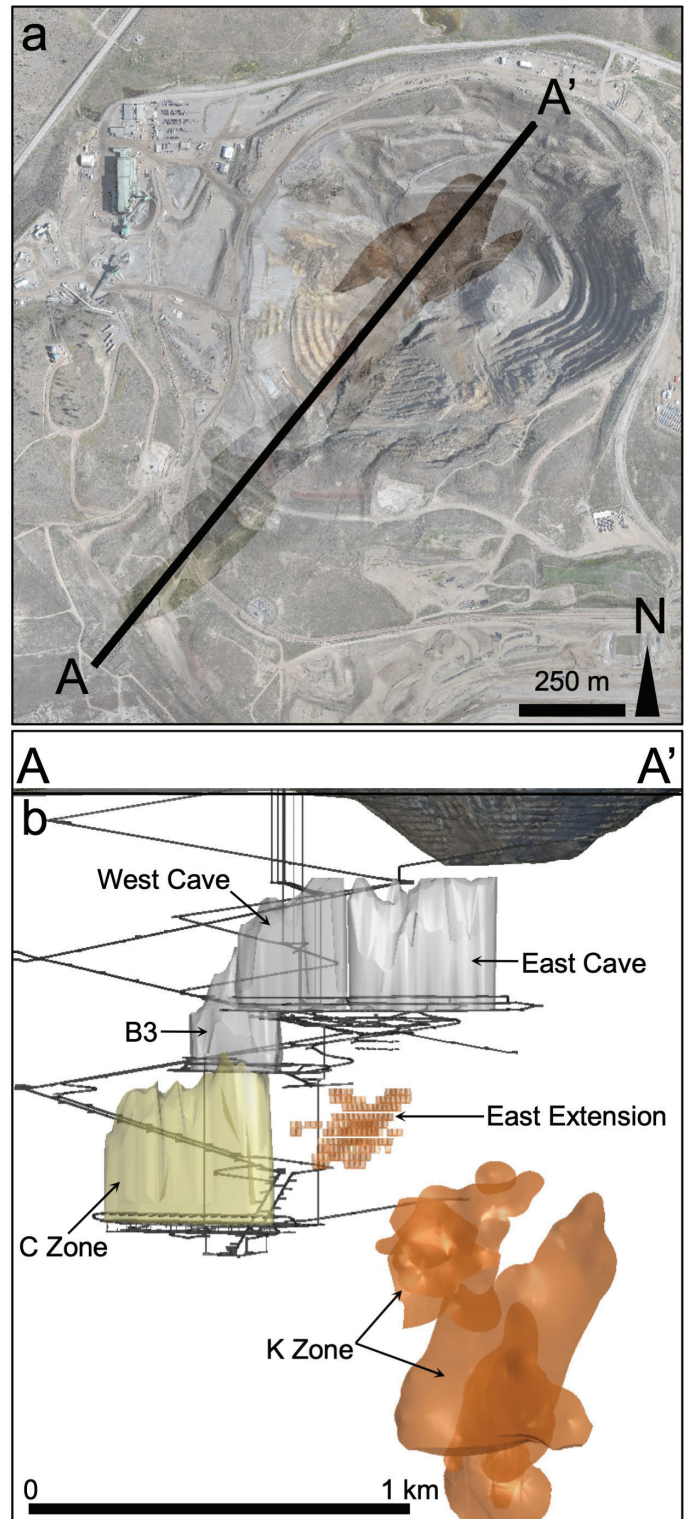 a
A'
N
A
250 m
A A'
b
West Cave
East Cave
B3
East Extension
C Zone
K Zone
0 1 km